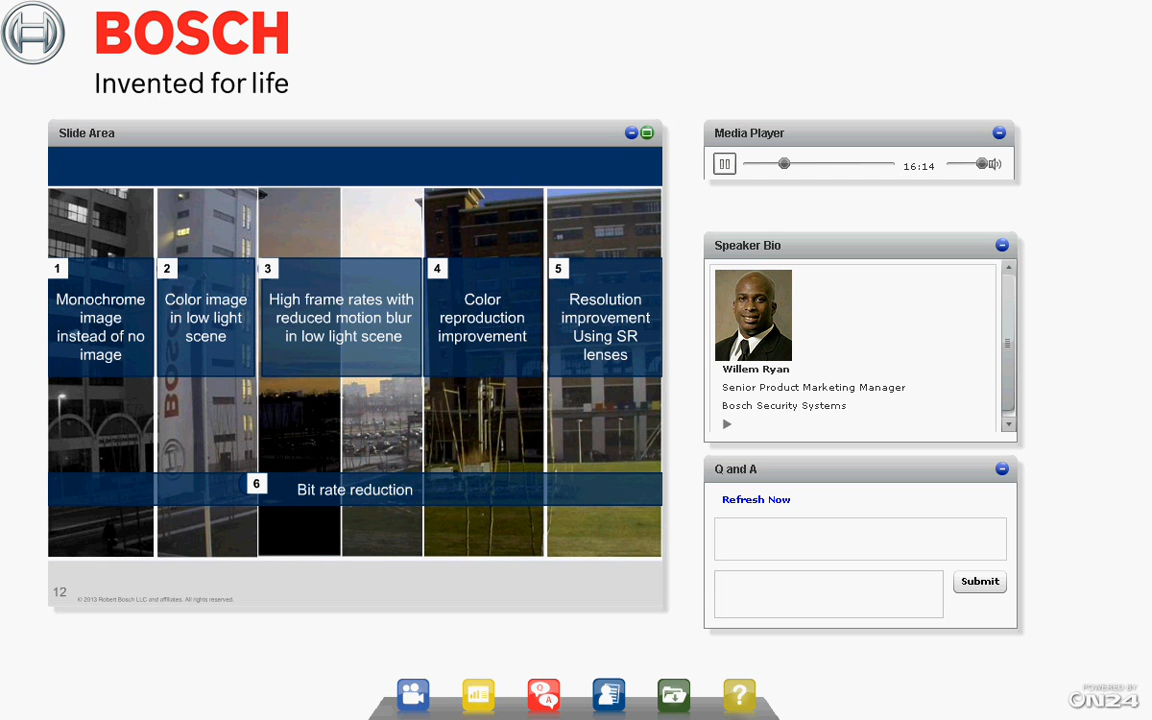 BOSCH
Invented for life
Slide Area
1
Monochrome
image
instead of no
image
2
Color image
in low light
scene
3
High frame rates with
reduced motion blur
in low light scene
4
Color
reproduction
improvement
5
Resolution
improvement
Using SR
lenses
6
Bit rate reduction
BOSCH
12
© 2013 Robert Bosch LLC and affiliates. All rights reserved.
Media Player
16:14
Speaker Bio
Willem Ryan
Senior Product Marketing Manager
Bosch Security Systems
Q and A
Refresh Now
Submit
Q
A
?
POWERED BY
ON24